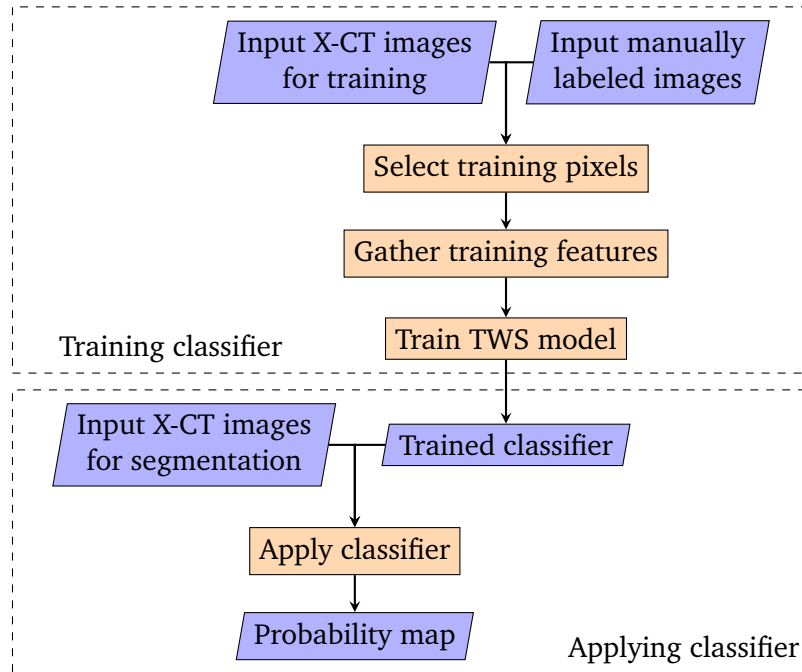 Input X-CT images
for training
Input manually
labeled images
Select training pixels
Gather training features
Train TWS model
Training classifier
Input X-CT images
for segmentation
Trained classifier
Apply classifier
Probability map
Applying classifier